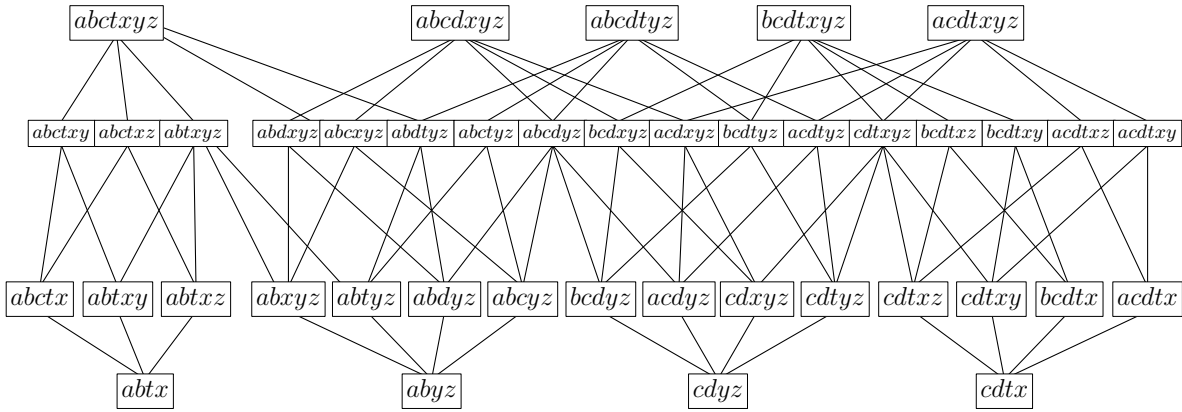 abctxyz abcdxyz abcdtyz bcdtxyz acdtxyz
abctxy abctxz abtxyz abdxyz abcxyz abdtyz abctyz abcdyz bcdxyz acdxyz bcdtyz acdtyz cdtxyz bcdtxz bcdtxy acdtxz acdtxy
abctx abtxy abtxz abxyz abtyz abdyz abcyz bcdyz acdyz cdxyz cdtyz cdtxz cdtxy bcdtx acdtx
abtx abyz cdyz cdtx